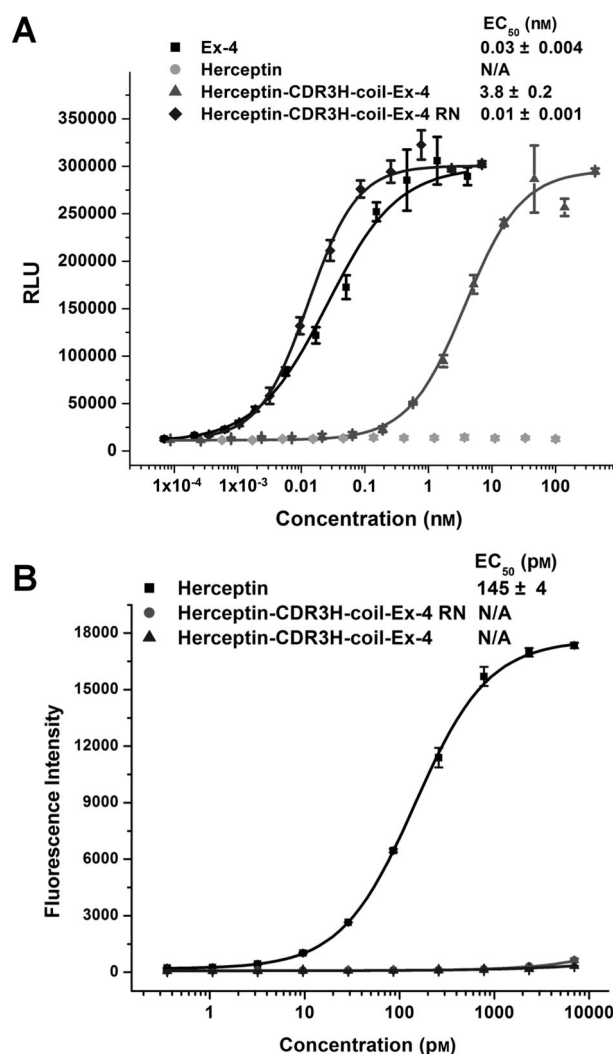 A
EC50 (nM)
Ex-4 0.03 ± 0.004
Herceptin N/A
Herceptin-CDR3H-coil-Ex-4 3.8 ± 0.2
Herceptin-CDR3H-coil-Ex-4 RN 0.01 ± 0.001
350000
300000
250000
200000
150000
100000
50000
0
RLU
1x10-4 1x10-3 0.01 0.1 1 10 100
Concentration (nM)
B
EC50 (pM)
Herceptin 145 ± 4
Herceptin-CDR3H-coil-Ex-4 RN N/A
Herceptin-CDR3H-coil-Ex-4 N/A
18000
15000
12000
9000
6000
3000
0
Fluorescence Intensity
1 10 100 1000 10000
Concentration (pM)